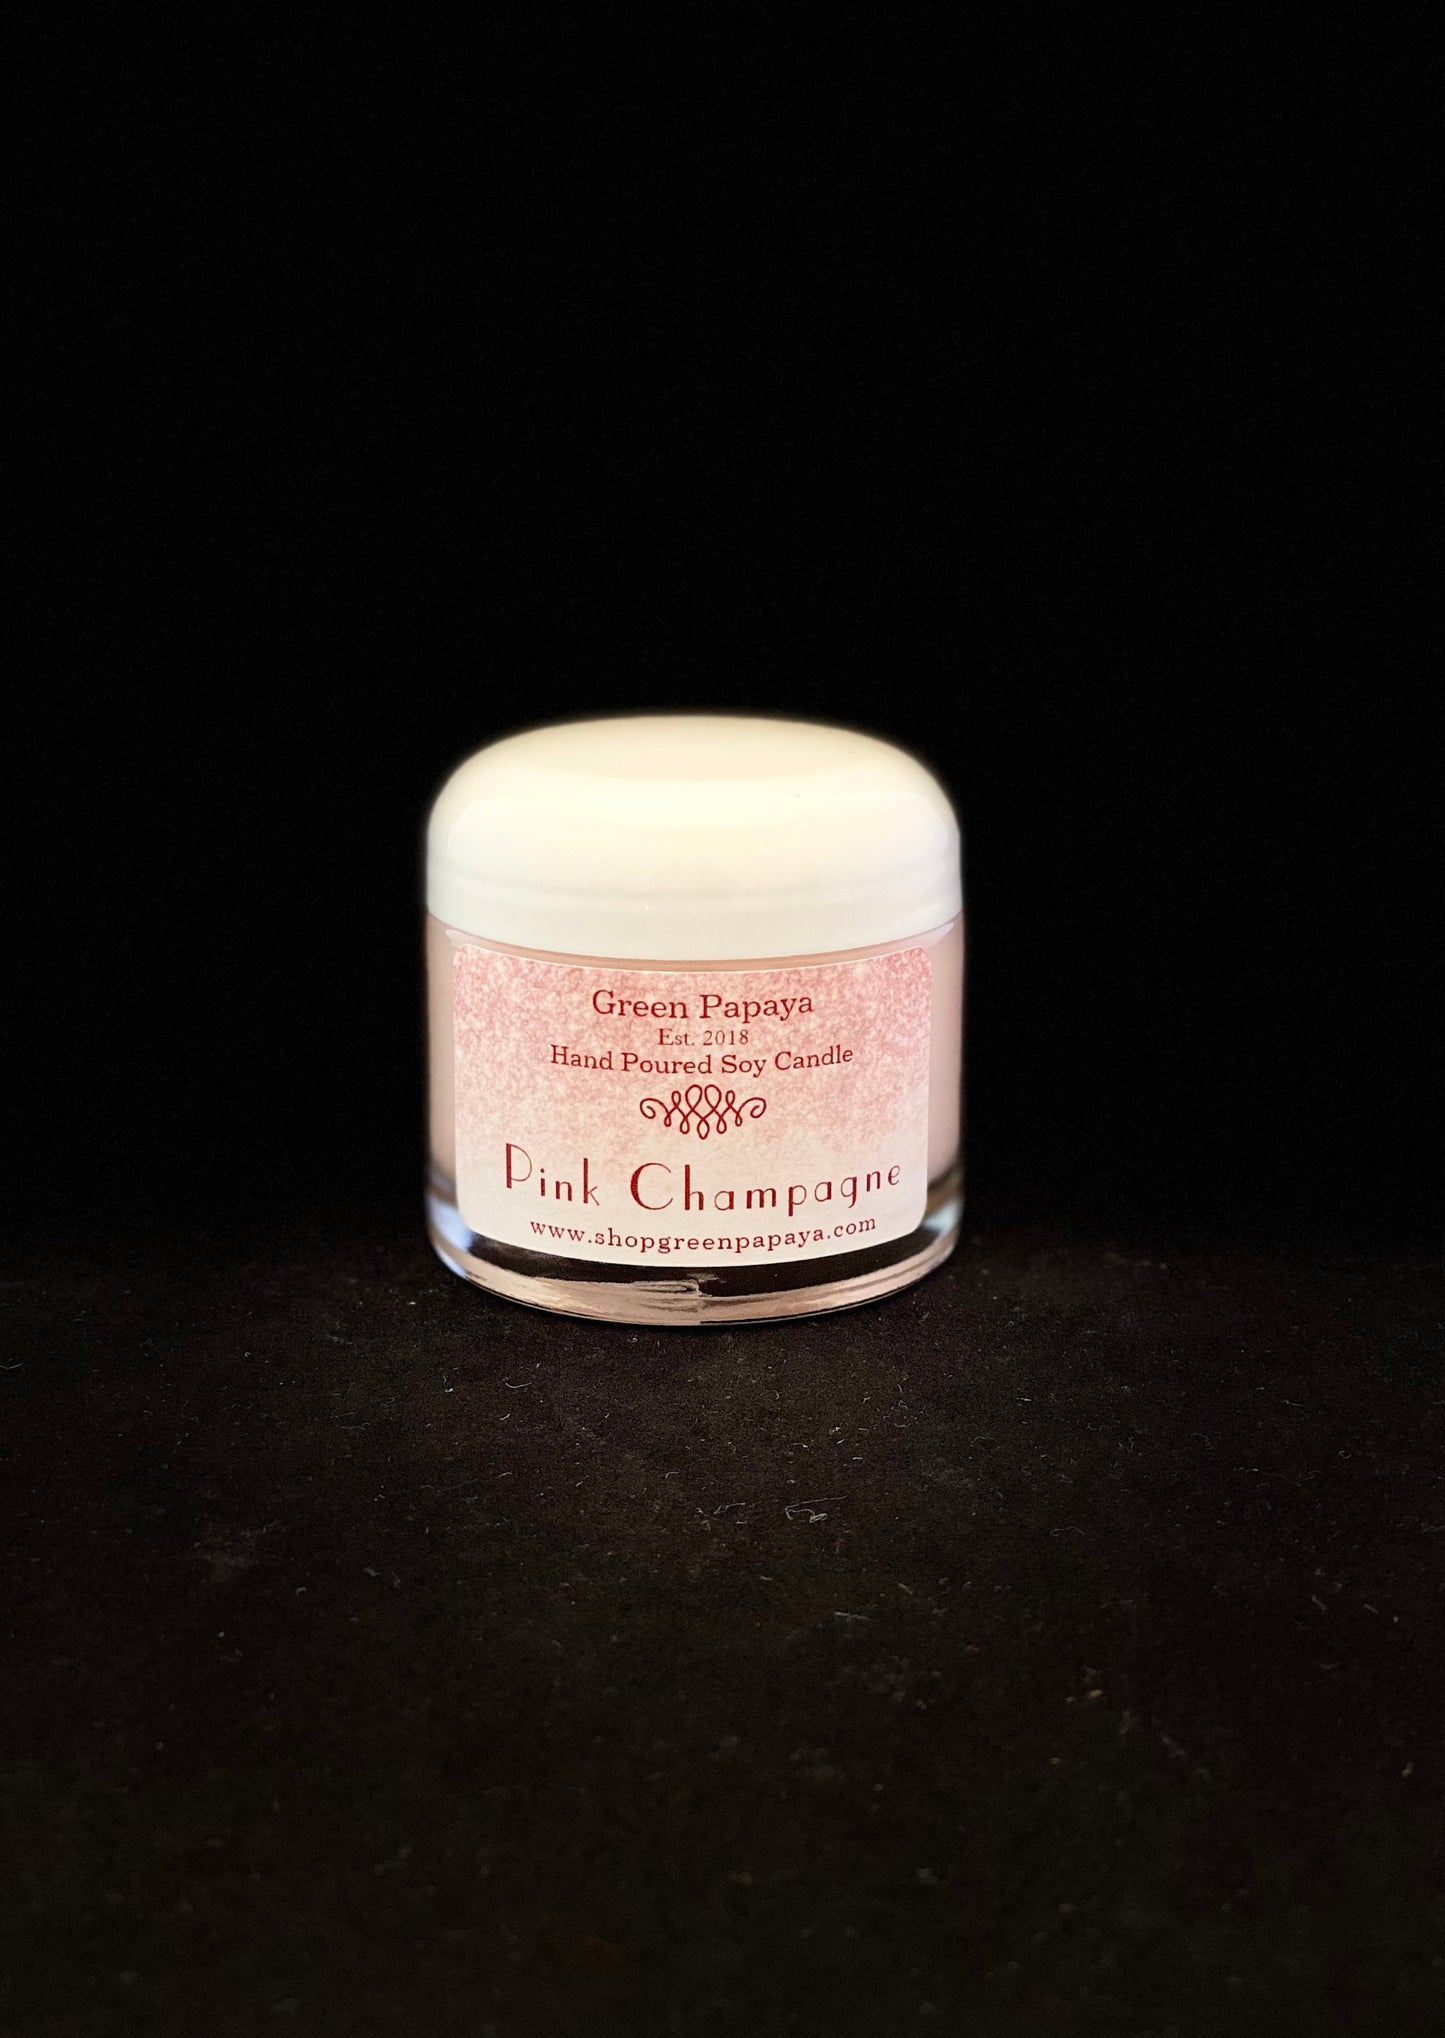 Green Papaya
Est. 2018
Hand Poured Soy Candle
Pink Champagne
www.shopgreenpapaya.com